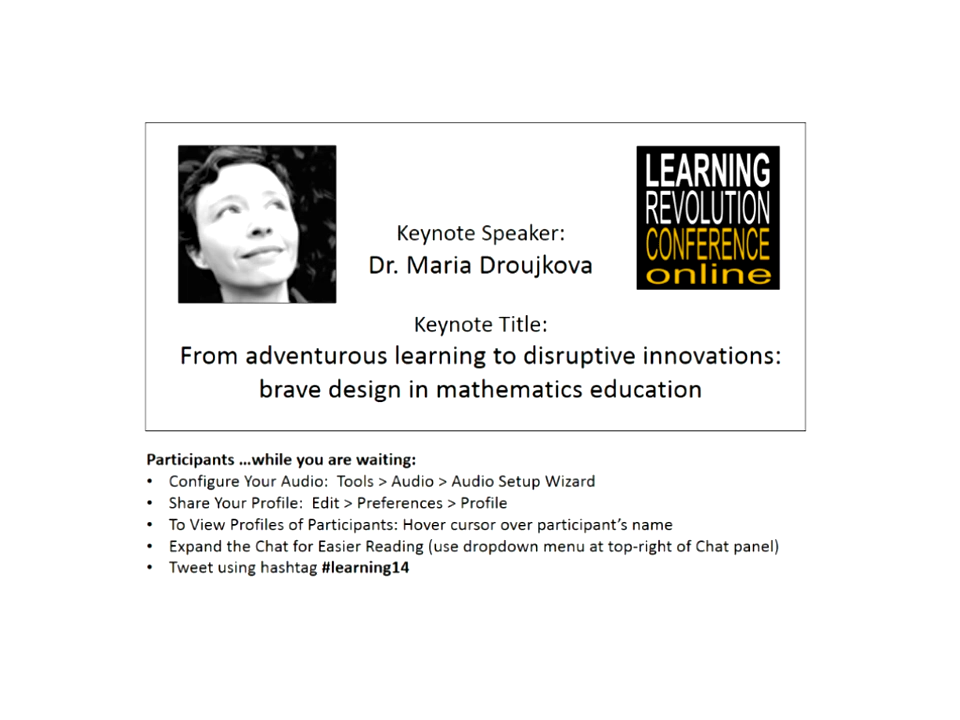 LEARNING
REVOLUTION
CONFERENCE
online
Keynote Speaker:
Dr. Maria Droujkova
Keynote Title:
From adventurous learning to disruptive innovations:
brave design in mathematics education
Participants ...while you are waiting:
• Configure Your Audio: Tools > Audio > Audio Setup Wizard
• Share Your Profile: Edit > Preferences > Profile
• To View Profiles of Participants: Hover cursor over participant's name
• Expand the Chat for Easier Reading (use dropdown menu at top-right of Chat panel)
• Tweet using hashtag #learning14